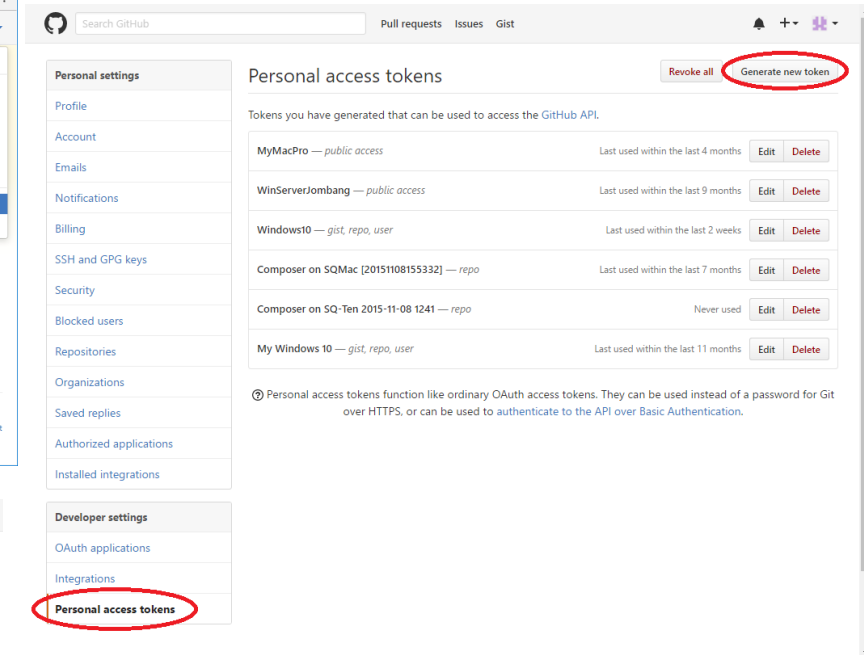 Search GitHub
Pull requests Issues Gist
Personal settings
Profile
Account
Emails
Notifications
Billing
SSH and GPG keys
Security
Blocked users
Repositories
Organizations
Saved replies
Authorized applications
Installed integrations
Developer settings
OAuth applications
Integrations
Personal access tokens
Personal access tokens
Revoke all
Generate new token
Tokens you have generated that can be used to access the GitHub API.
MyMacPro — public access Last used within the last 4 months Edit Delete
WinServerJombang — public access Last used within the last 9 months Edit Delete
Windows10 — gist, repo, user Last used within the last 2 weeks Edit Delete
Composer on SQMac [20151108155332] — repo Last used within the last 7 months Edit Delete
Composer on SQ-Ten 2015-11-08 1241 — repo Never used Edit Delete
My Windows 10 — gist, repo, user Last used within the last 11 months Edit Delete
Personal access tokens function like ordinary OAuth access tokens. They can be used instead of a password for Git
over HTTPS, or can be used to authenticate to the API over Basic Authentication.